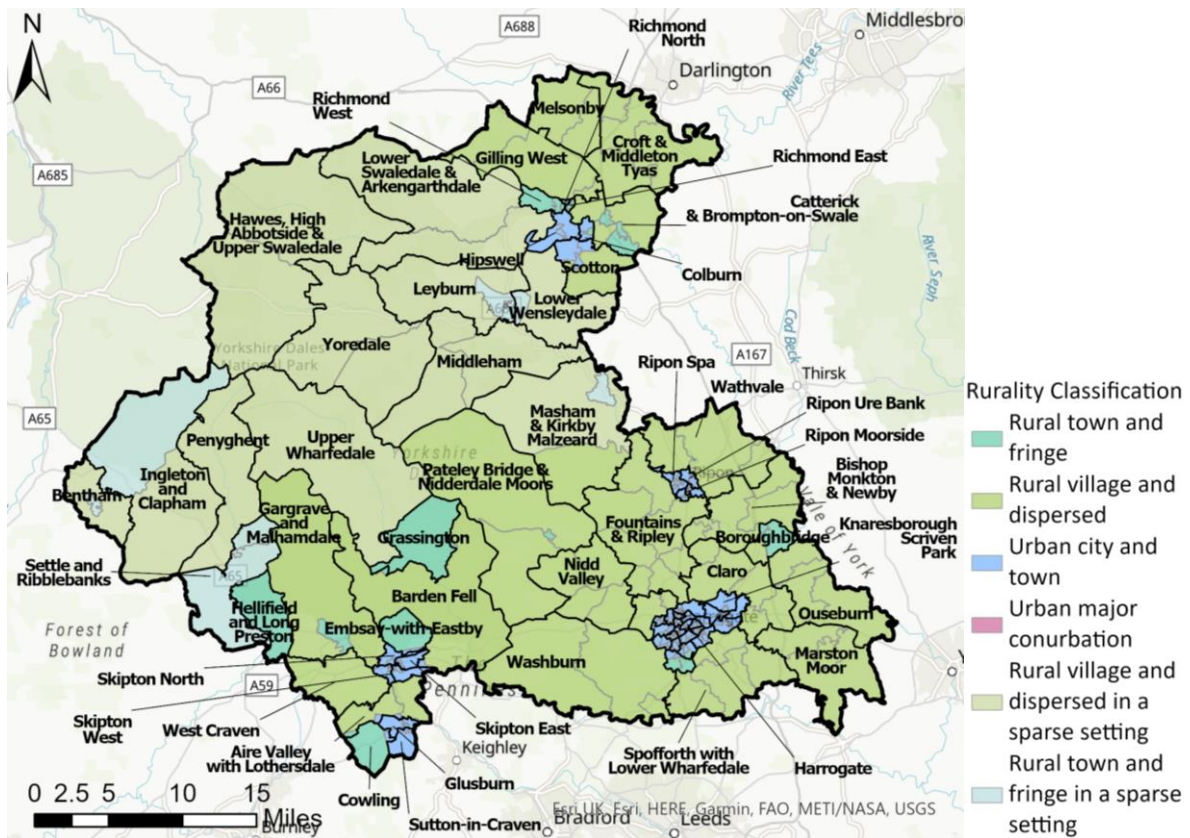 N
A688
Richmond
North
Middlesbro
Darlington
River Tees
A66
Richmond
West
Melsonby
Croft &
Middleton
Tyas
Gilling West
Lower
Swaledale &
Arkengarthdale
Richmond East
A685
Catterick
& Brompton-on-Swale
Hawes, High
Abbotside &
Upper Swaledale
Hipswell
Scotton
Colburn
River Seph
Leyburn
Lower
Wensleydale
Cod Beck
Yorkshire Dales
National Park
Yoredale
Middleham
Ripon Spa
A167
Wathvale
Thirsk
Ripon Ure Bank
A65
Masham
& Kirkby
Malzeard
Ripon Moorside
Penyghent
Upper
Wharfedale
Pateley Bridge &
Nidderdale Moors
Bishop
Monkton
& Newby
Bentham
Ingleton
and
Clapham
Vale of York
Gargrave
and
Malhamdale
Grassington
Fountains
& Ripley
Boroughbridge
Knaresborough
Scriven
Park
Settle and
Ribblebanks
A65
Nidd
Valley
Claro
Hellifield
and Long
Preston
Barden Fell
Ouseburn
Forest of
Bowland
Embsay-with-Eastby
Washburn
Marston
Moor
Skipton North
A59
Pennines
Skipton
West
West Craven
Skipton East
Aire Valley
with Lothersdale
Keighley
Spofforth with
Lower Wharfedale
Harrogate
Glusburn
Cowling
Sutton-in-Craven
0 2.5 5 10 15
Miles
Burnley
Bradford
Leeds
Esri UK, Esri, HERE, Garmin, FAO, METI/NASA, USGS
Rurality Classification
Rural town and
fringe
Rural village and
dispersed
Urban city and
town
Urban major
conurbation
Rural village and
dispersed in a
sparse setting
Rural town and
fringe in a sparse
setting